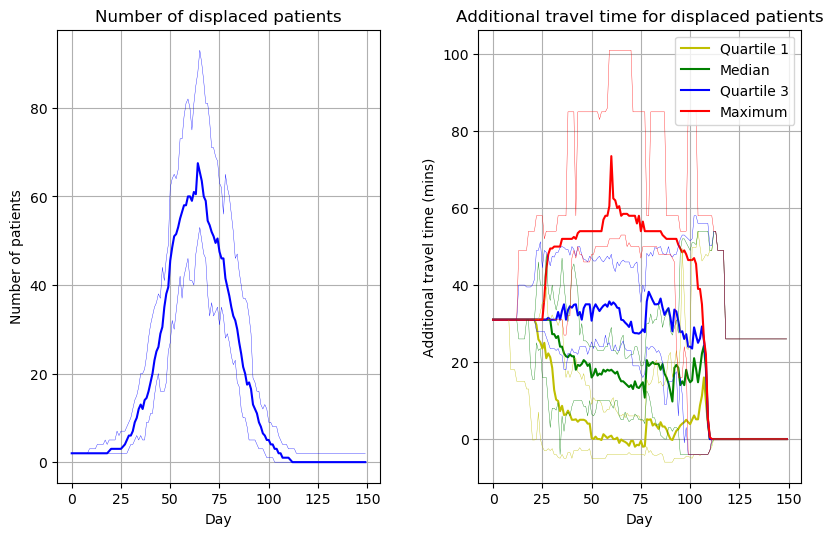 Number of displaced patients
Number of patients
80
60
40
20
0
0 25 50 75 100 125 150
Day
Additional travel time for displaced patients
Additional travel time (mins)
100
80
60
40
20
0
0 25 50 75 100 125 150
Day
Quartile 1
Median
Quartile 3
Maximum